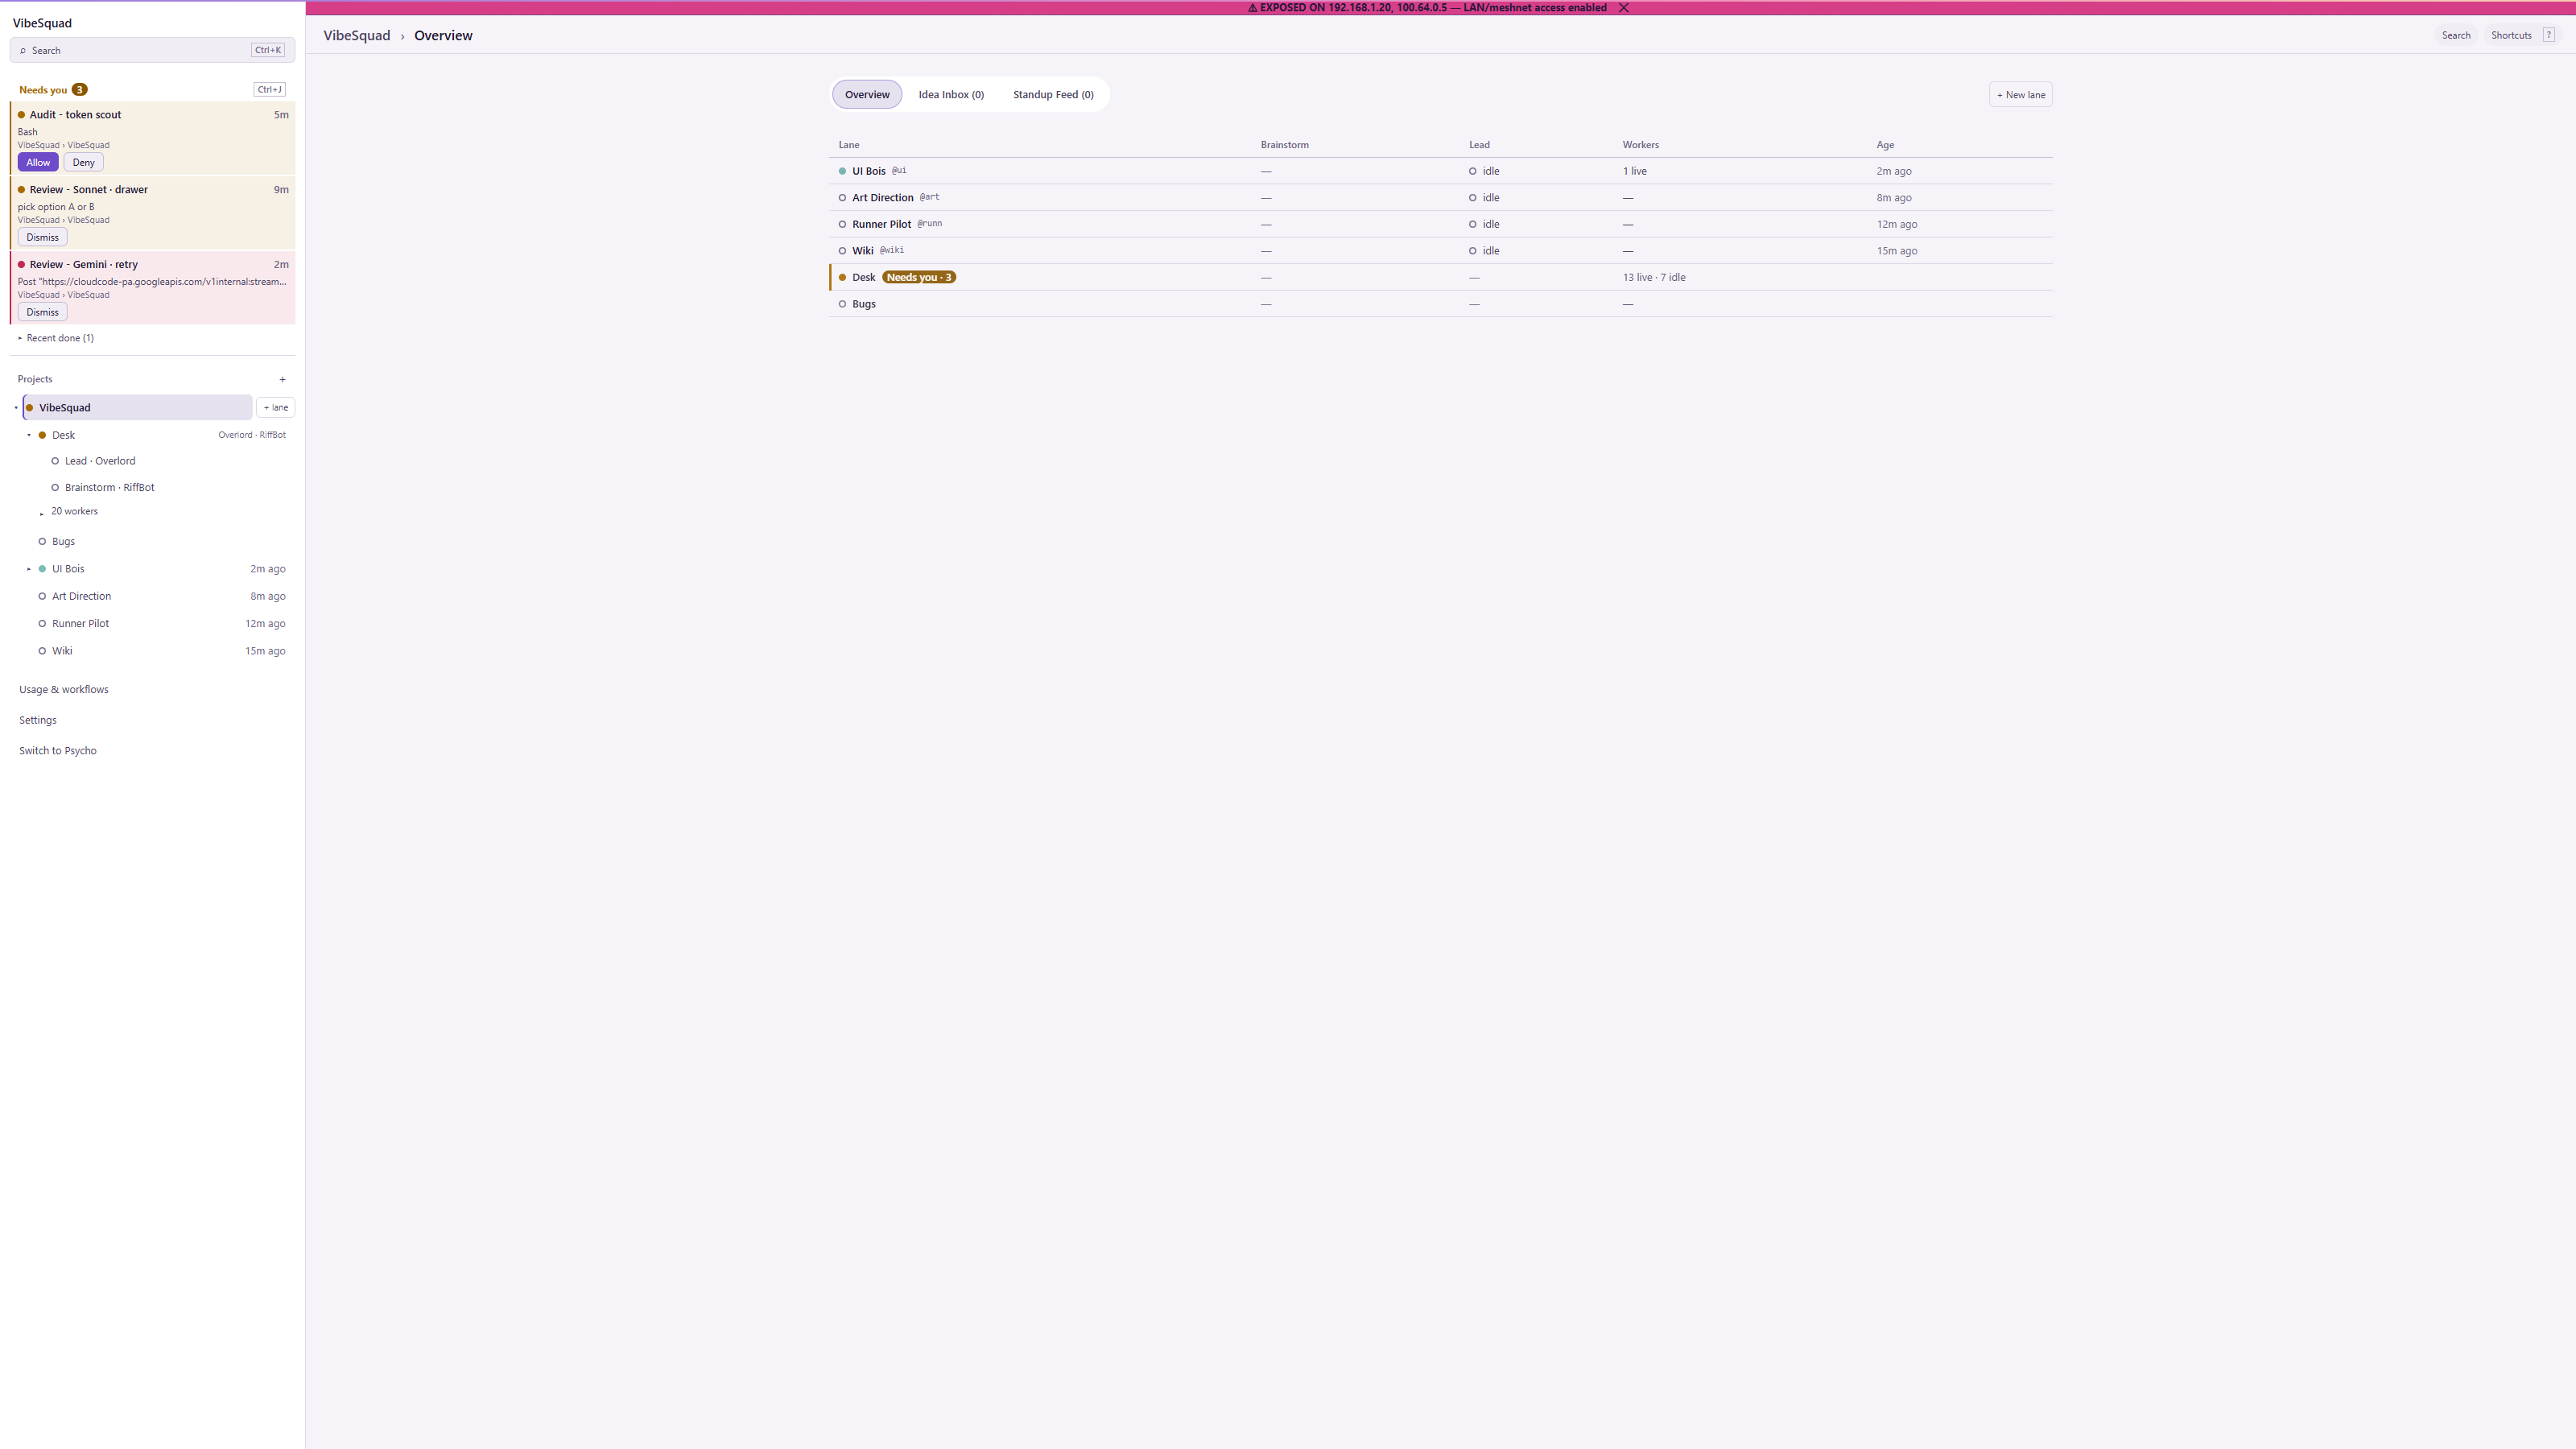 ⚠ EXPOSED ON 192.168.1.20, 100.64.0.5 — LAN/meshnet access enabled
VibeSquad
Search Ctrl+K
Needs you 3 Ctrl+J
Audit - token scout 5m
Bash
VibeSquad › VibeSquad
Allow Deny
Review - Sonnet · drawer 9m
pick option A or B
VibeSquad › VibeSquad
Dismiss
Review - Gemini · retry 2m
Post "https://cloudcode-pa.googleapis.com/v1internal:stream...
VibeSquad › VibeSquad
Dismiss
Recent done (1)
Projects +
VibeSquad + lane
Desk Overlord · RiffBot
Lead · Overlord
Brainstorm · RiffBot
20 workers
Bugs
UI Bois 2m ago
Art Direction 8m ago
Runner Pilot 12m ago
Wiki 15m ago
Usage & workflows
Settings
Switch to Psycho
VibeSquad › Overview
Search Shortcuts ?
Overview Idea Inbox (0) Standup Feed (0)
+ New lane
Lane Brainstorm Lead Workers Age
UI Bois @ui — idle 1 live 2m ago
Art Direction @art — idle — 8m ago
Runner Pilot @runn — idle — 12m ago
Wiki @wiki — idle — 15m ago
Desk Needs you · 3 — — 13 live · 7 idle
Bugs — — —